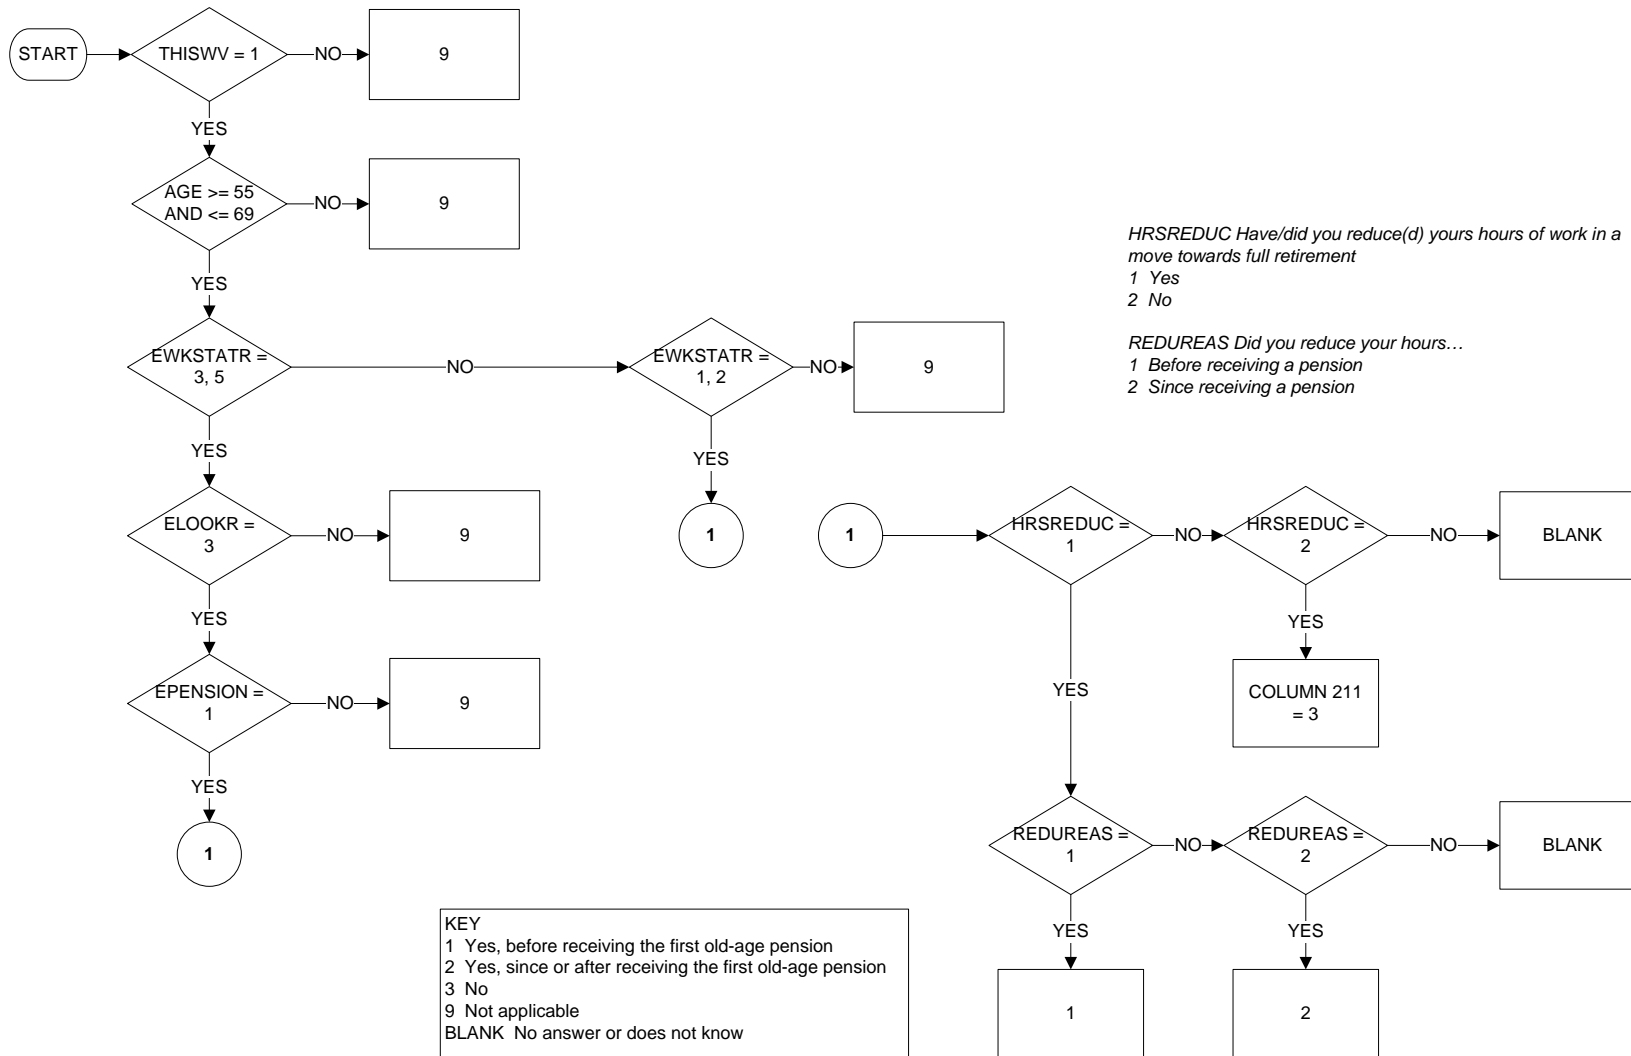 START
THISWV = 1
NO
9
YES
AGE >= 55
AND <= 69
NO
9
YES
EWKSTATR =
3, 5
NO
EWKSTATR =
1, 2
NO
9
YES
YES
1
ELOOKR =
3
NO
9
YES
EPENSION =
1
NO
9
YES
1
HRSREDUC Have/did you reduce(d) yours hours of work in a
move towards full retirement
1 Yes
2 No
REDUREAS Did you reduce your hours…
1 Before receiving a pension
2 Since receiving a pension
1
HRSREDUC =
1
NO
HRSREDUC =
2
NO
BLANK
YES
COLUMN 211
= 3
YES
REDUREAS =
1
NO
REDUREAS =
2
NO
BLANK
YES
YES
1
2
KEY
1 Yes, before receiving the first old-age pension
2 Yes, since or after receiving the first old-age pension
3 No
9 Not applicable
BLANK No answer or does not know